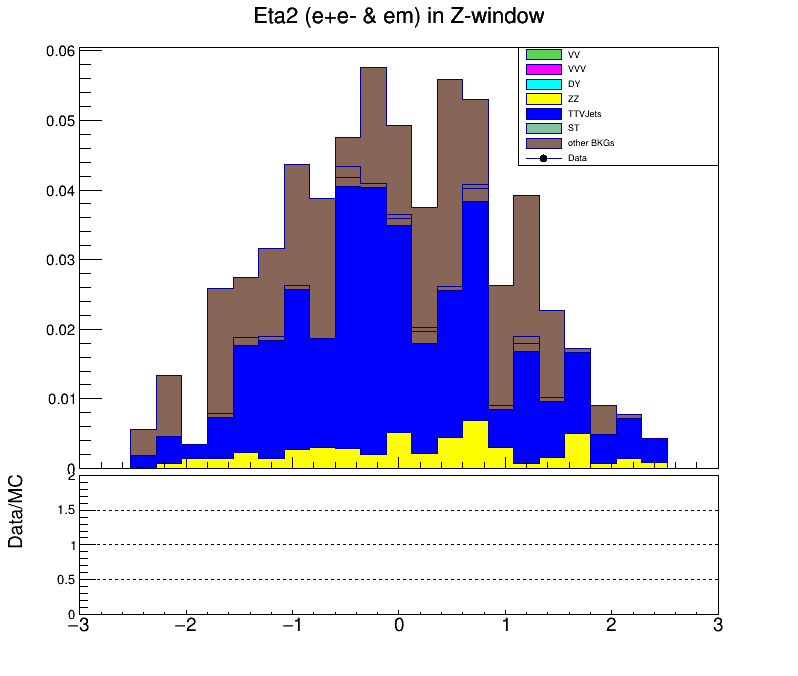 Eta2 (e+e- & em) in Z-window
0.06
0.05
0.04
0.03
0.02
0.01
0
VV
VVV
DY
ZZ
TTVJets
ST
other BKGs
Data
Data/MC
2
1.5
1
0.5
0
−3 −2 −1 0 1 2 3